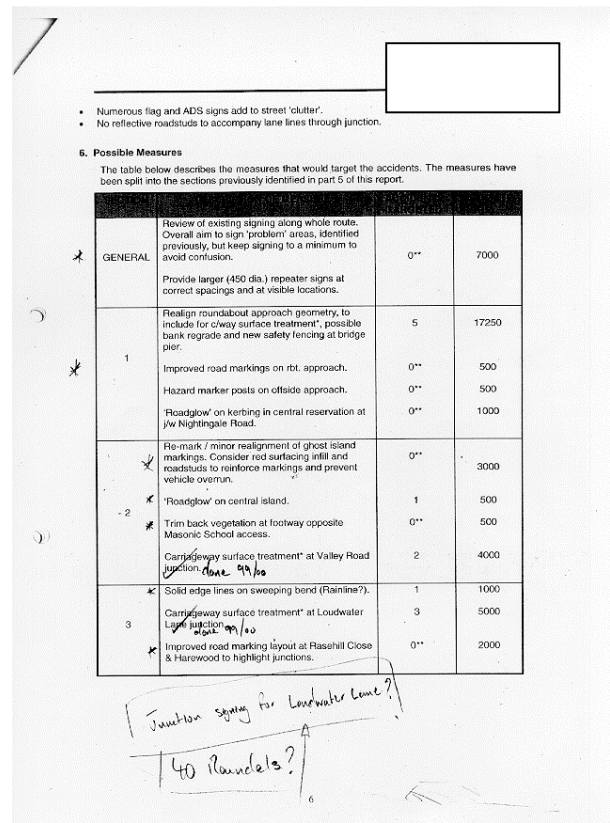 • Numerous flag and ADS signs add to street 'clutter'.
• No reflective roadstuds to accompany lane lines through junction.
6. Possible Measures
The table below describes the measures that would target the accidents. The measures have
been split into the sections previously identified in part 5 of this report.
Review of existing signing along whole route.
Overall aim to sign 'problem' areas, identified
previously, but keep signing to a minimum to
avoid confusion.
GENERAL 0** 7000
Provide larger (450 dia.) repeater signs at
correct spacings and at visible locations.
Realign roundabout approach geometry, to
include for c/way surface treatment*, possible 5 17250
bank regrade and new safety fencing at bridge
pier.
1
Improved road markings on rbt. approach. 0** 500
Hazard marker posts on offside approach. 0** 500
'Roadglow' on kerbing in central reservation at 0** 1000
j/w Nightingale Road.
Re-mark / minor realignment of ghost island
markings. Consider red surfacing infill and 0**
roadstuds to reinforce markings and prevent 3000
vehicle overrun.
'Roadglow' on central island. 1 500
- 2
Trim back vegetation at footway opposite 0** 500
Masonic School access.
Carriageway surface treatment* at Valley Road 2 4000
junction. done 99/00
Solid edge lines on sweeping bend (Rainline?). 1 1000
Carriageway surface treatment* at Loudwater 3 5000
3 Lane junction done 99/00
Improved road marking layout at Rasehill Close 0** 2000
& Harewood to highlight junctions.
Junction signing for Loudwater Lane?
40 Roundels?
6